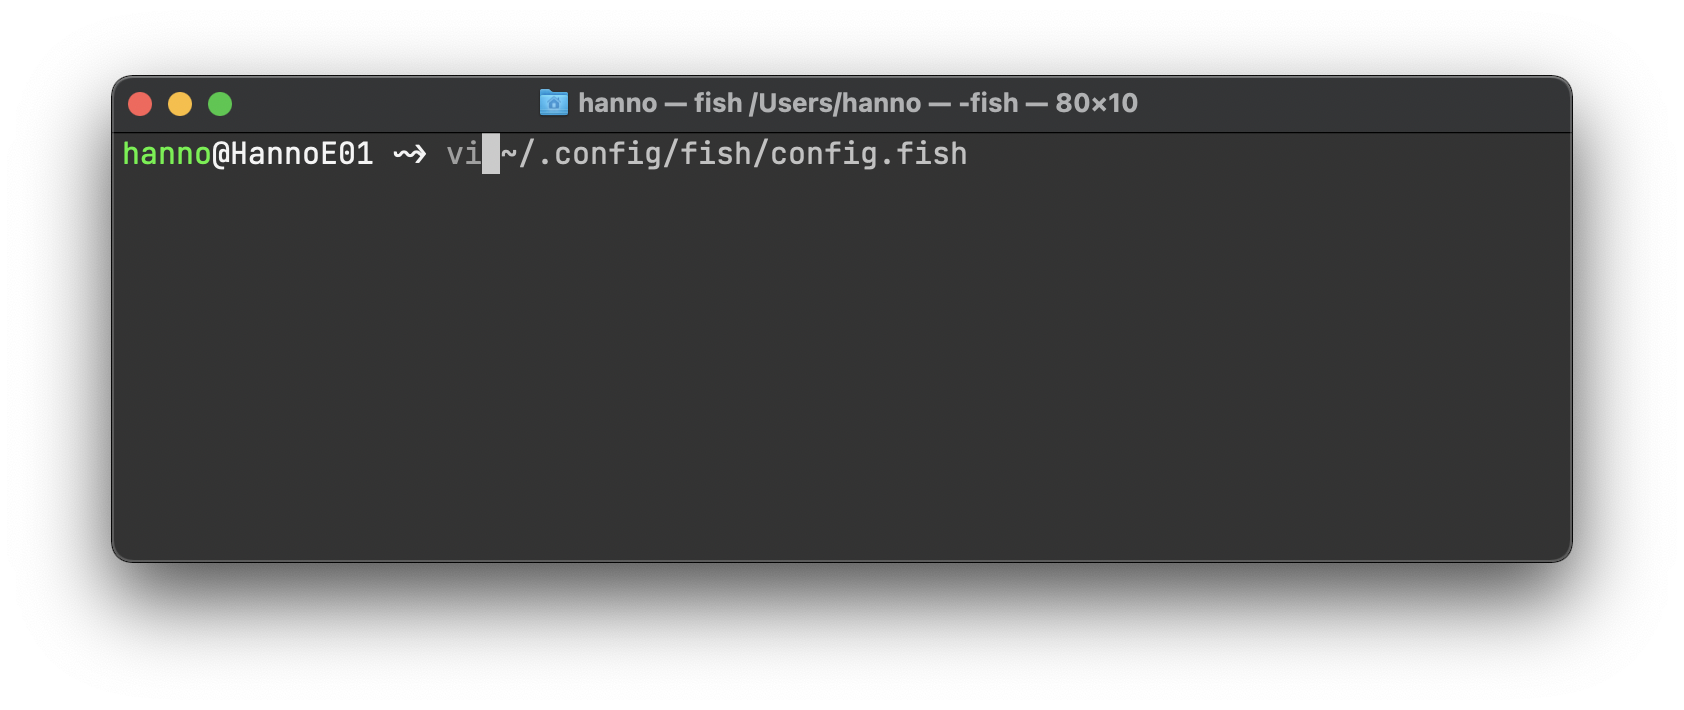 hanno — fish /Users/hanno — -fish — 80×10
hanno@HannoE01 ⤳ vi ~/.config/fish/config.fish